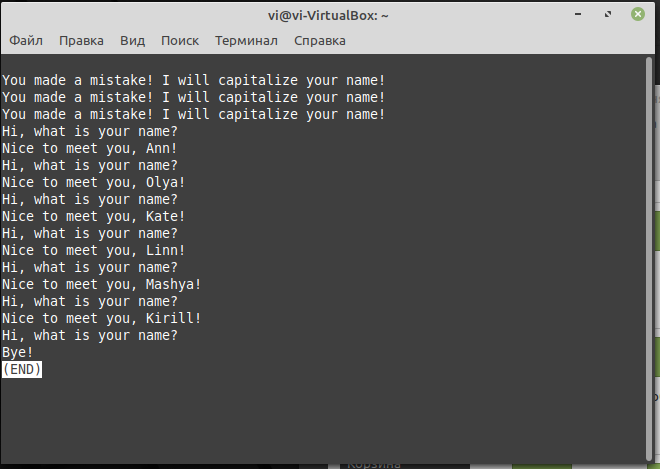 vi@vi-VirtualBox: ~
Файл Правка Вид Поиск Терминал Справка
You made a mistake! I will capitalize your name!
You made a mistake! I will capitalize your name!
You made a mistake! I will capitalize your name!
Hi, what is your name?
Nice to meet you, Ann!
Hi, what is your name?
Nice to meet you, Olya!
Hi, what is your name?
Nice to meet you, Kate!
Hi, what is your name?
Nice to meet you, Linn!
Hi, what is your name?
Nice to meet you, Mashya!
Hi, what is your name?
Nice to meet you, Kirill!
Hi, what is your name?
Bye!
(END)
Корзина